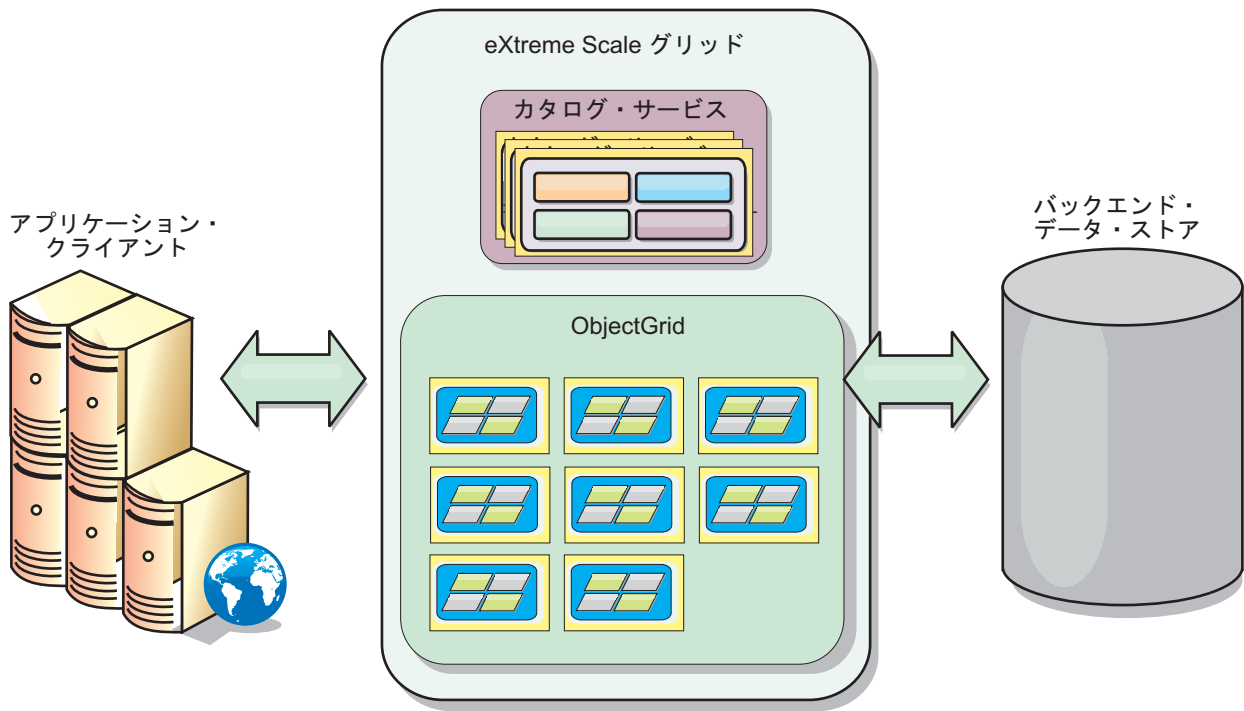 eXtreme Scale グリッド
カタログ・サービス
アプリケーション・
クライアント
バックエンド・
データ・ストア
ObjectGrid